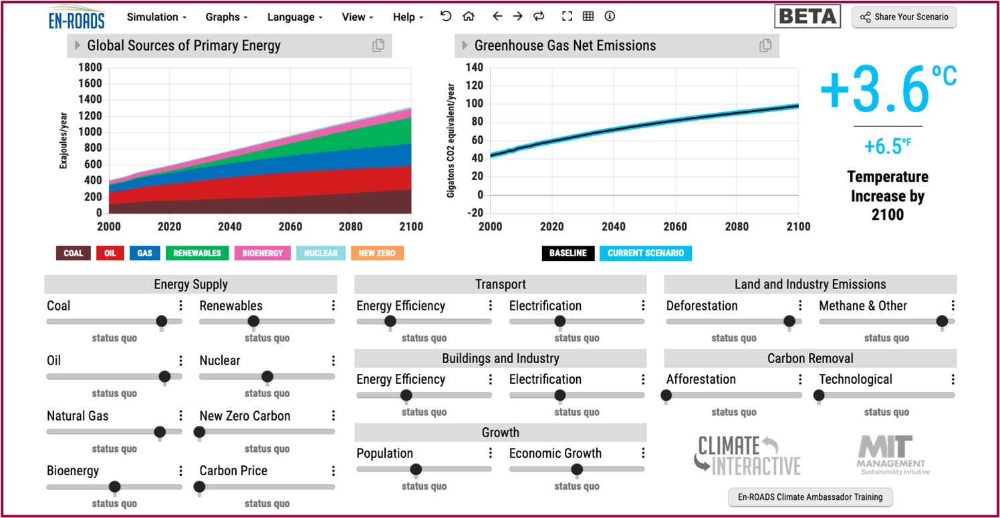 EN-ROADS
Simulation
Graphs
Language
View
Help
BETA
Share Your Scenario
Global Sources of Primary Energy
Exajoules/year
1800
1600
1400
1200
1000
800
600
400
200
0
2000 2020 2040 2060 2080 2100
COAL OIL GAS RENEWABLES BIOENERGY NUCLEAR NEW ZERO
Greenhouse Gas Net Emissions
Gigatons CO2 equivalent/year
140
120
100
80
60
40
20
0
-20
2000 2020 2040 2060 2080 2100
BASELINE CURRENT SCENARIO
+3.6°C
+6.5°F
Temperature
Increase by
2100
Energy Supply
Coal
status quo
Renewables
status quo
Oil
status quo
Nuclear
status quo
Natural Gas
status quo
New Zero Carbon
status quo
Bioenergy
status quo
Carbon Price
status quo
Transport
Energy Efficiency
status quo
Electrification
status quo
Buildings and Industry
Energy Efficiency
status quo
Electrification
status quo
Growth
Population
status quo
Economic Growth
status quo
Land and Industry Emissions
Deforestation
status quo
Methane & Other
status quo
Carbon Removal
Afforestation
status quo
Technological
status quo
CLIMATE
INTERACTIVE
MIT
MANAGEMENT
Sustainability Initiative
En-ROADS Climate Ambassador Training